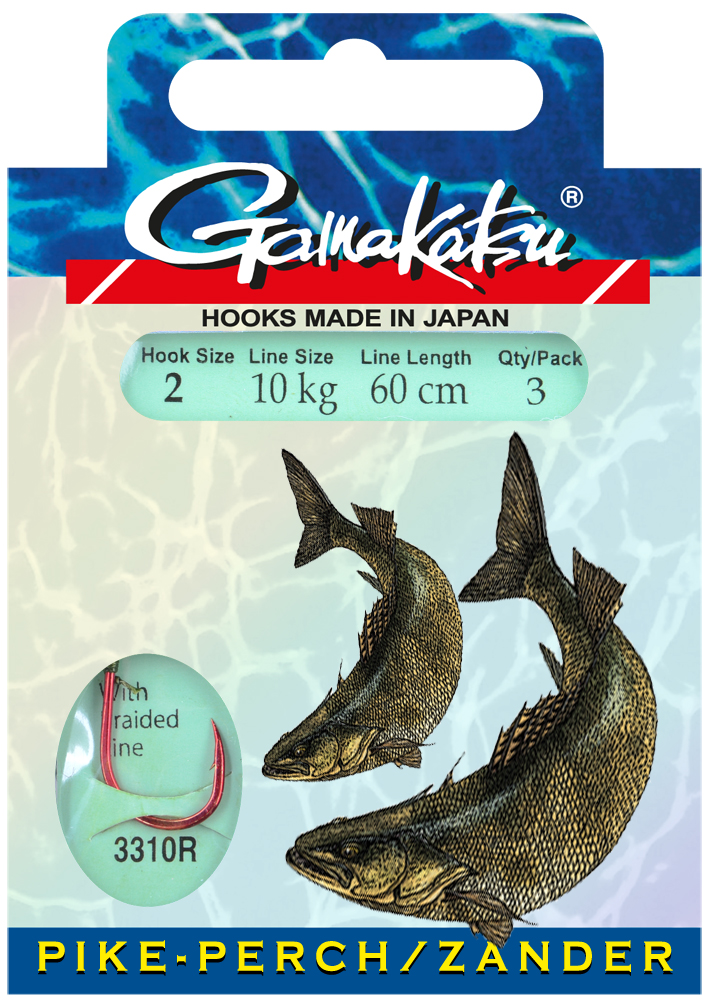 Gamakatsu®
HOOKS MADE IN JAPAN
Hook Size Line Size Line Length Qty/Pack
2 10 kg 60 cm 3
With
raided
ine
3310R
PIKE-PERCH/ZANDER